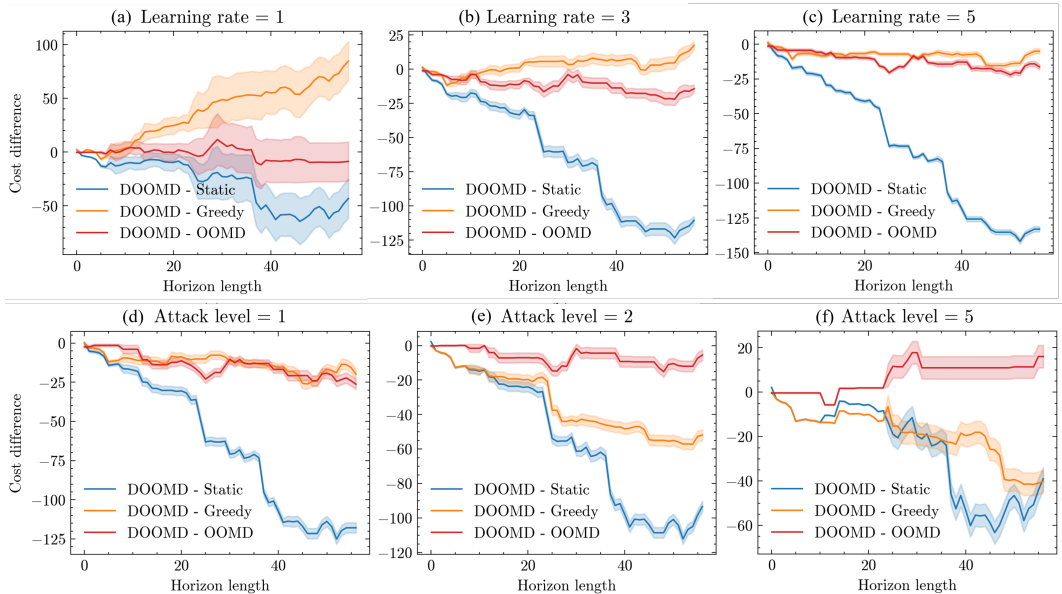 (a) Learning rate = 1
(b) Learning rate = 3
(c) Learning rate = 5
Cost difference
100
50
0
−50
0
20
40
DOOMD - Static
DOOMD - Greedy
DOOMD - OOMD
Horizon length
25
0
−25
−50
−75
−100
−125
0
20
40
DOOMD - Static
DOOMD - Greedy
DOOMD - OOMD
Horizon length
0
−25
−50
−75
−100
−125
−150
0
20
40
DOOMD - Static
DOOMD - Greedy
DOOMD - OOMD
Horizon length
(d) Attack level = 1
(e) Attack level = 2
(f) Attack level = 5
Cost difference
0
−25
−50
−75
−100
−125
0
20
40
DOOMD - Static
DOOMD - Greedy
DOOMD - OOMD
Horizon length
0
−20
−40
−60
−80
−100
−120
0
20
40
DOOMD - Static
DOOMD - Greedy
DOOMD - OOMD
Horizon length
20
0
−20
−40
−60
0
20
40
DOOMD - Static
DOOMD - Greedy
DOOMD - OOMD
Horizon length